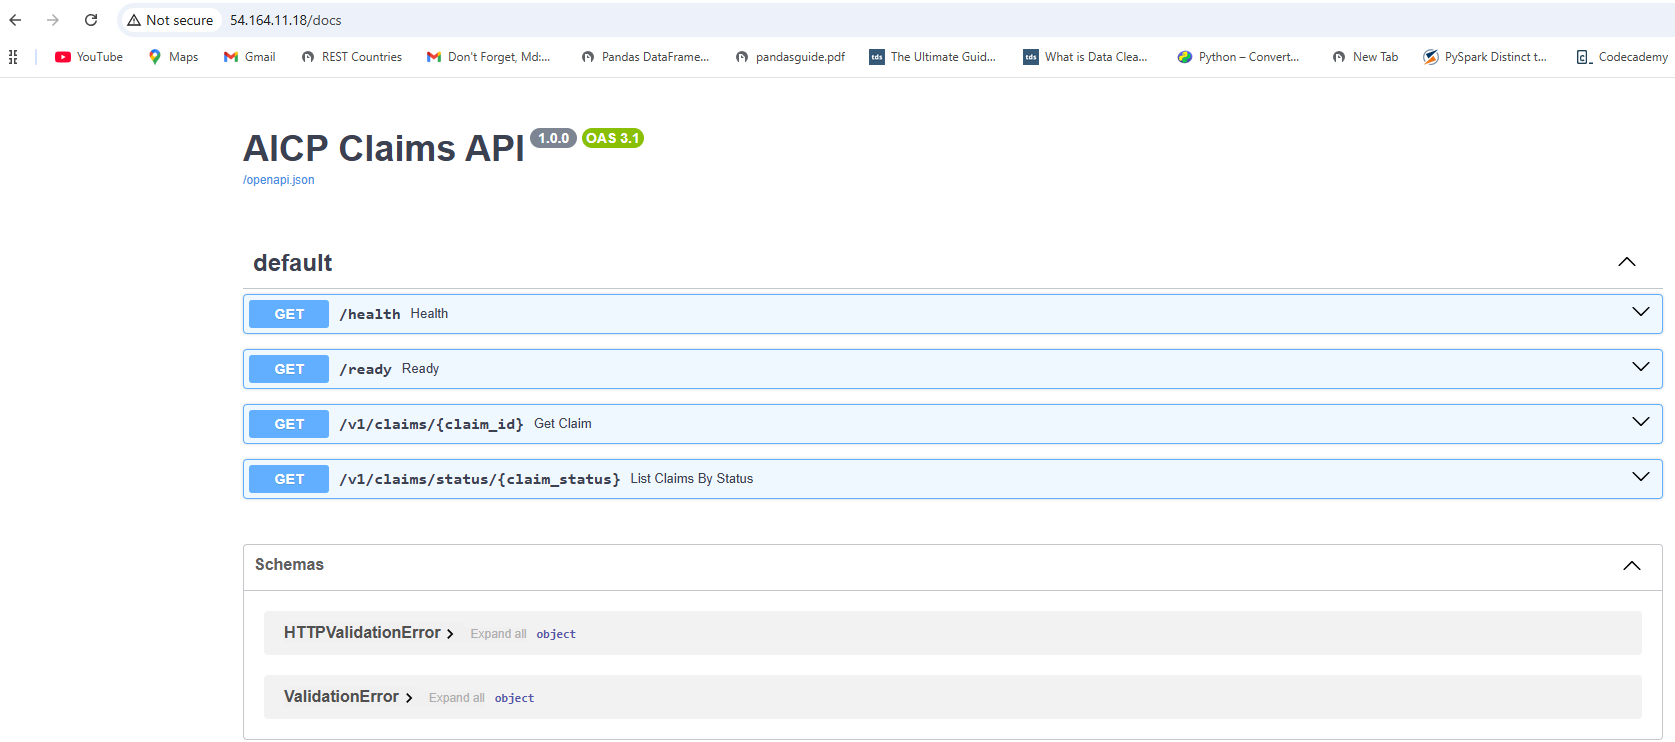 Not secure 54.164.11.18/docs
YouTube Maps Gmail REST Countries Don't Forget, Md:... Pandas DataFrame... pandasguide.pdf tds The Ultimate Guid... tds What is Data Clea... Python – Convert... New Tab PySpark Distinct t... Codecademy
AICP Claims API 1.0.0 OAS 3.1
/openapi.json
default
GET /health Health
GET /ready Ready
GET /v1/claims/{claim_id} Get Claim
GET /v1/claims/status/{claim_status} List Claims By Status
Schemas
HTTPValidationError Expand all object
ValidationError Expand all object